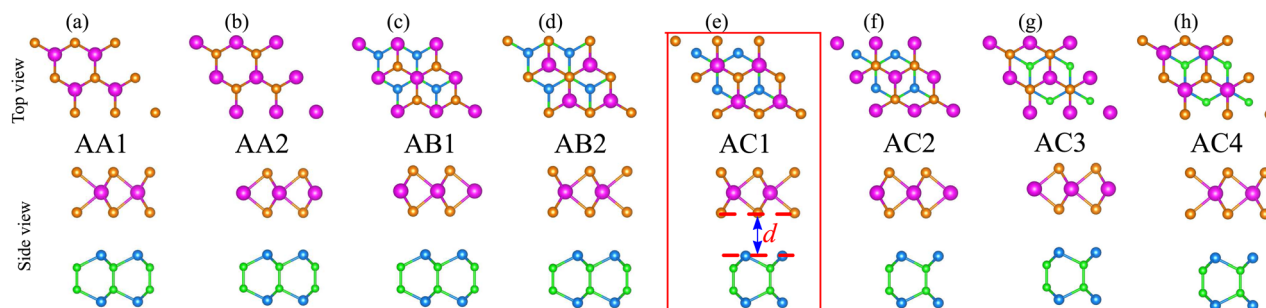 (a) (b) (c) (d) (e) (f) (g) (h)
Top view
AA1 AA2 AB1 AB2 AC1 AC2 AC3 AC4
Side view
d